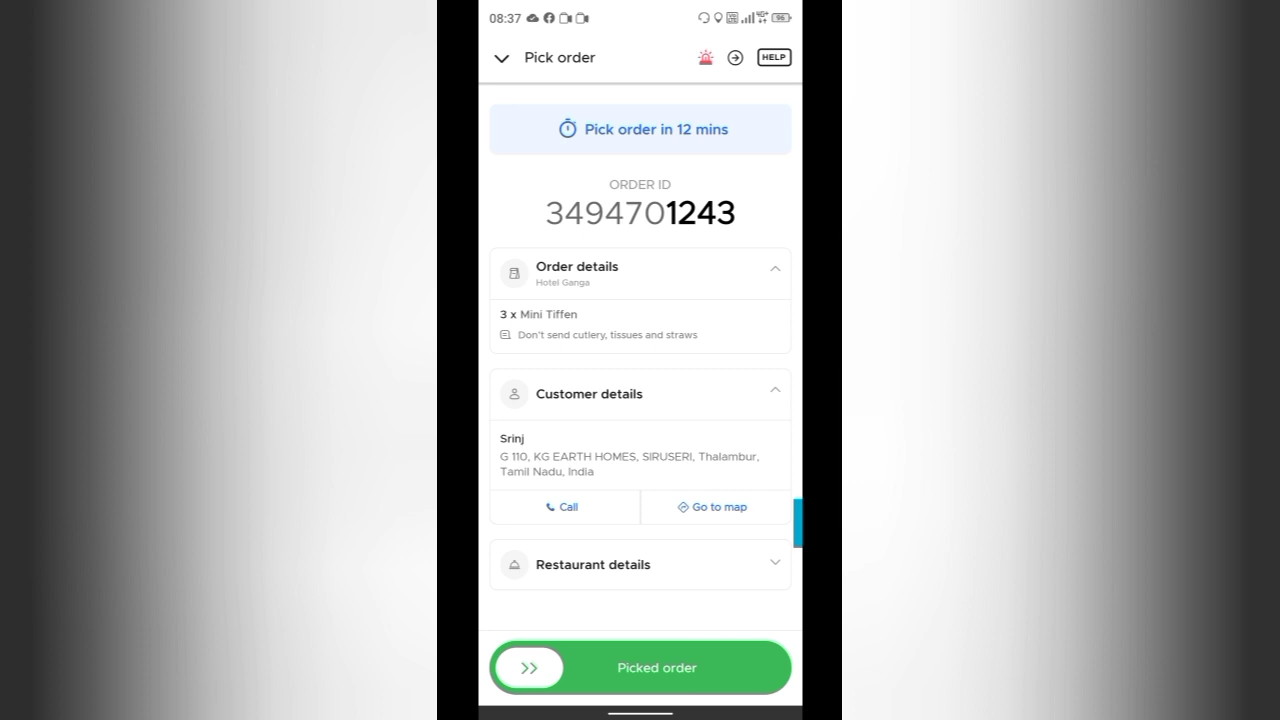 08:37
Pick order
HELP
Pick order in 12 mins
ORDER ID
3494701243
Order details
Hotel Ganga
3 x Mini Tiffen
Don't send cutlery, tissues and straws
Customer details
Srinj
G 110, KG EARTH HOMES, SIRUSERI, Thalambur,
Tamil Nadu, India
Call
Go to map
Restaurant details
Picked order